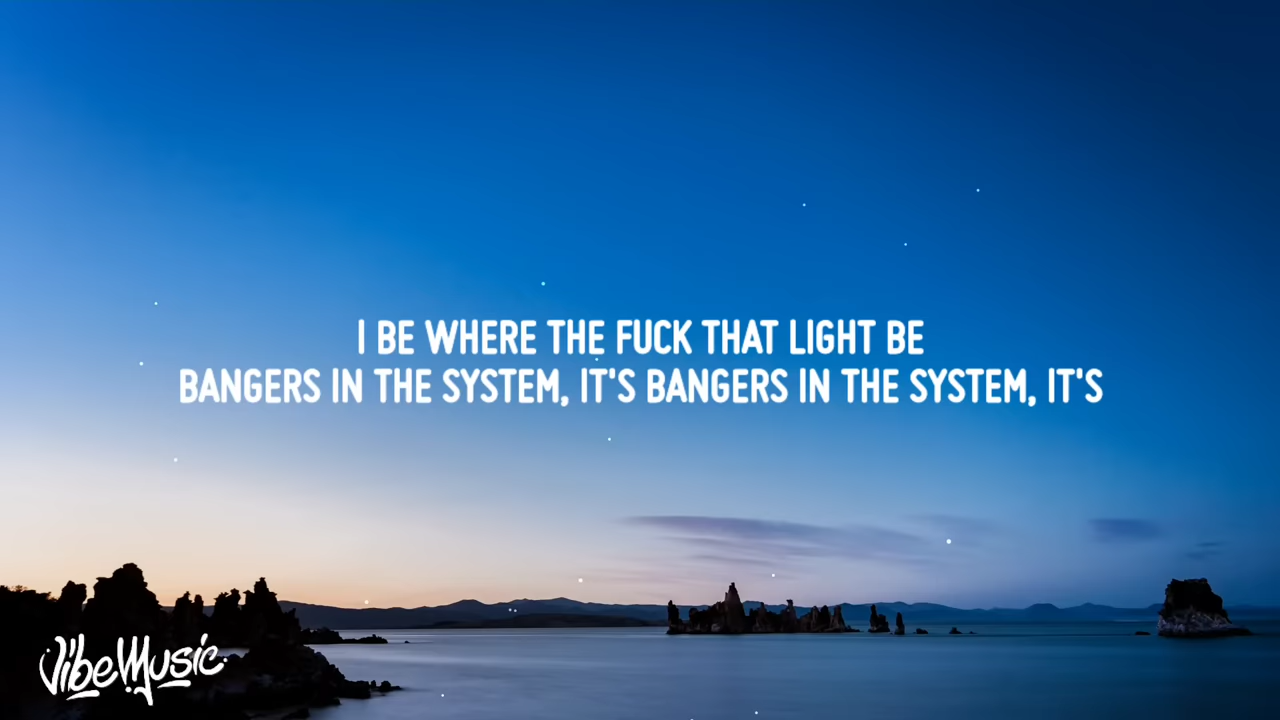 I BE WHERE THE FUCK THAT LIGHT BE
BANGERS IN THE SYSTEM, IT'S BANGERS IN THE SYSTEM, IT'S
VibeMusic